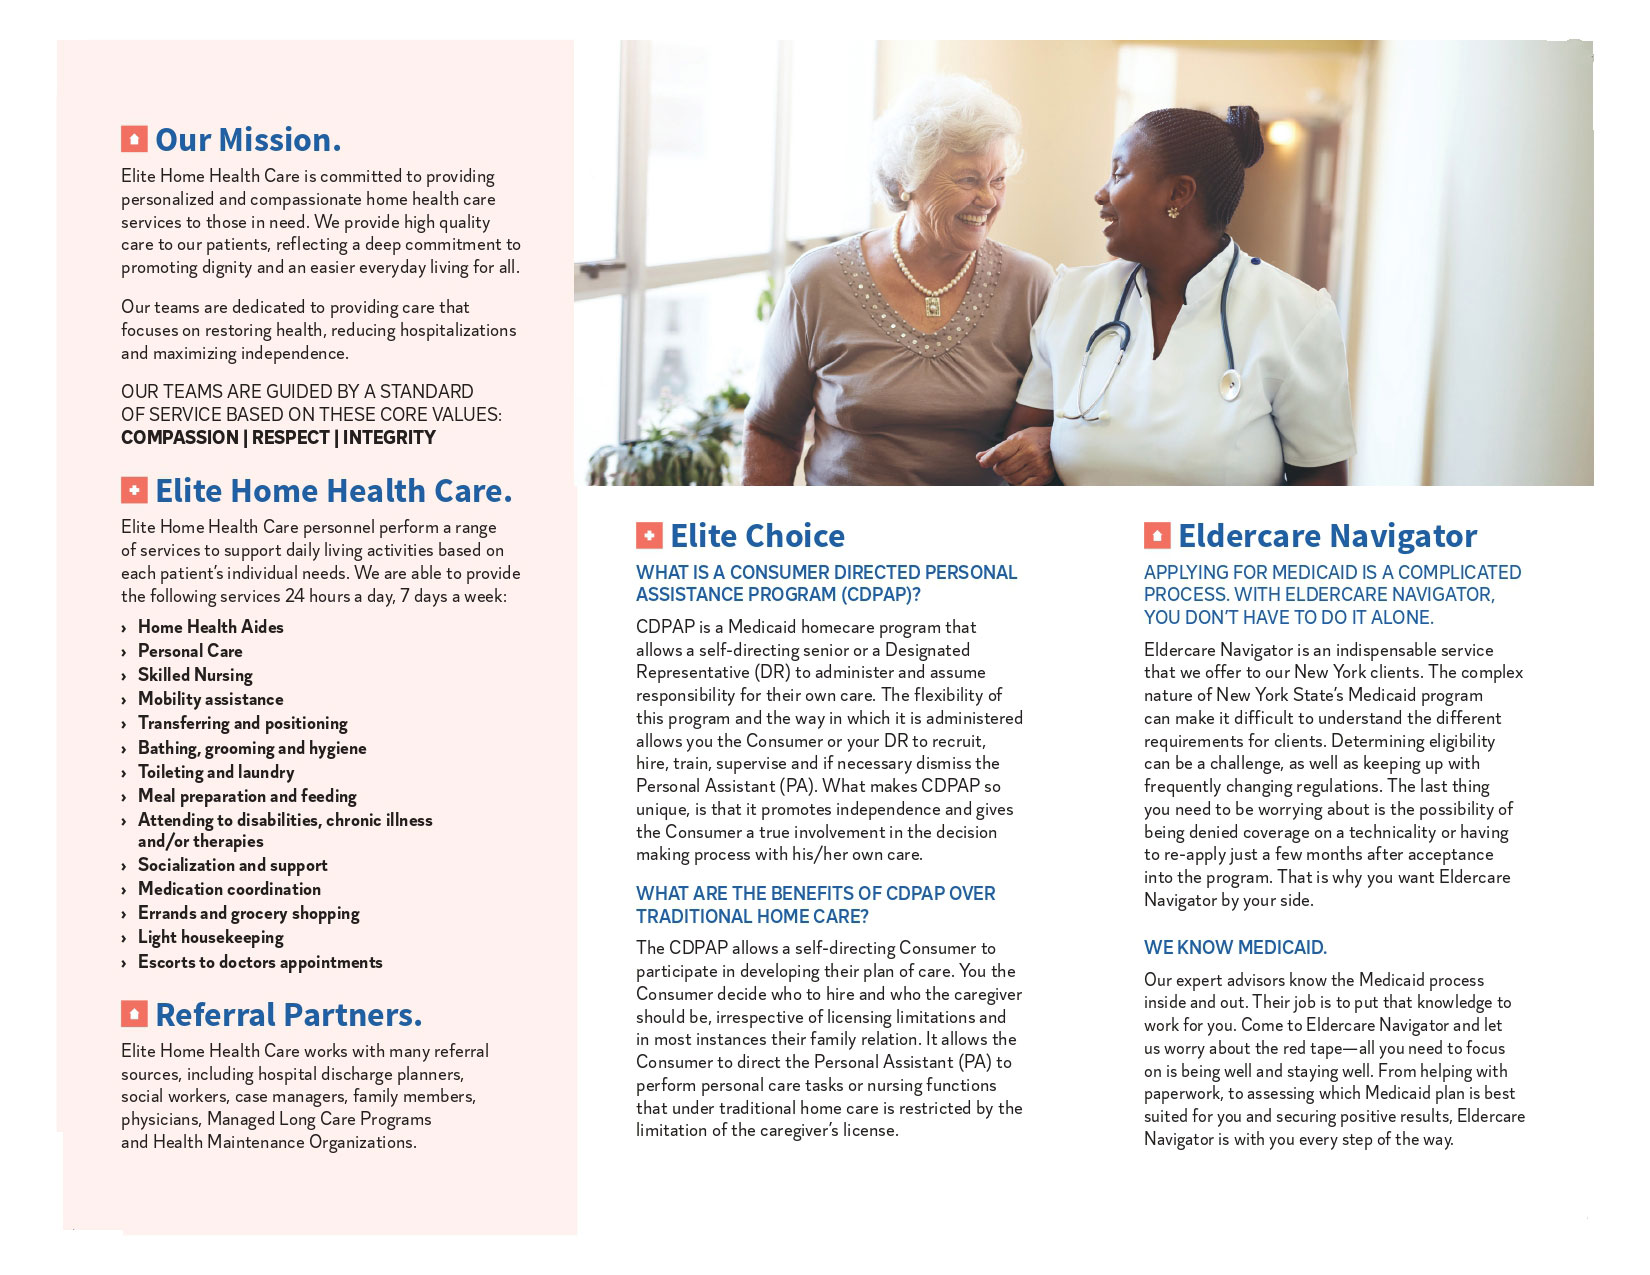 Our Mission.
Elite Home Health Care is committed to providing
personalized and compassionate home health care
services to those in need. We provide high quality
care to our patients, reflecting a deep commitment to
promoting dignity and an easier everyday living for all.
Our teams are dedicated to providing care that
focuses on restoring health, reducing hospitalizations
and maximizing independence.
OUR TEAMS ARE GUIDED BY A STANDARD
OF SERVICE BASED ON THESE CORE VALUES:
COMPASSION | RESPECT | INTEGRITY
Elite Home Health Care.
Elite Home Health Care personnel perform a range
of services to support daily living activities based on
each patient's individual needs. We are able to provide
the following services 24 hours a day, 7 days a week:
› Home Health Aides
› Personal Care
› Skilled Nursing
› Mobility assistance
› Transferring and positioning
› Bathing, grooming and hygiene
› Toileting and laundry
› Meal preparation and feeding
› Attending to disabilities, chronic illness
and/or therapies
› Socialization and support
› Medication coordination
› Errands and grocery shopping
› Light housekeeping
› Escorts to doctors appointments
Referral Partners.
Elite Home Health Care works with many referral
sources, including hospital discharge planners,
social workers, case managers, family members,
physicians, Managed Long Care Programs
and Health Maintenance Organizations.
Elite Choice
WHAT IS A CONSUMER DIRECTED PERSONAL
ASSISTANCE PROGRAM (CDPAP)?
CDPAP is a Medicaid homecare program that
allows a self-directing senior or a Designated
Representative (DR) to administer and assume
responsibility for their own care. The flexibility of
this program and the way in which it is administered
allows you the Consumer or your DR to recruit,
hire, train, supervise and if necessary dismiss the
Personal Assistant (PA). What makes CDPAP so
unique, is that it promotes independence and gives
the Consumer a true involvement in the decision
making process with his/her own care.
WHAT ARE THE BENEFITS OF CDPAP OVER
TRADITIONAL HOME CARE?
The CDPAP allows a self-directing Consumer to
participate in developing their plan of care. You the
Consumer decide who to hire and who the caregiver
should be, irrespective of licensing limitations and
in most instances their family relation. It allows the
Consumer to direct the Personal Assistant (PA) to
perform personal care tasks or nursing functions
that under traditional home care is restricted by the
limitation of the caregiver's license.
Eldercare Navigator
APPLYING FOR MEDICAID IS A COMPLICATED
PROCESS. WITH ELDERCARE NAVIGATOR,
YOU DON'T HAVE TO DO IT ALONE.
Eldercare Navigator is an indispensable service
that we offer to our New York clients. The complex
nature of New York State's Medicaid program
can make it difficult to understand the different
requirements for clients. Determining eligibility
can be a challenge, as well as keeping up with
frequently changing regulations. The last thing
you need to be worrying about is the possibility of
being denied coverage on a technicality or having
to re-apply just a few months after acceptance
into the program. That is why you want Eldercare
Navigator by your side.
WE KNOW MEDICAID.
Our expert advisors know the Medicaid process
inside and out. Their job is to put that knowledge to
work for you. Come to Eldercare Navigator and let
us worry about the red tape—all you need to focus
on is being well and staying well. From helping with
paperwork, to assessing which Medicaid plan is best
suited for you and securing positive results, Eldercare
Navigator is with you every step of the way.